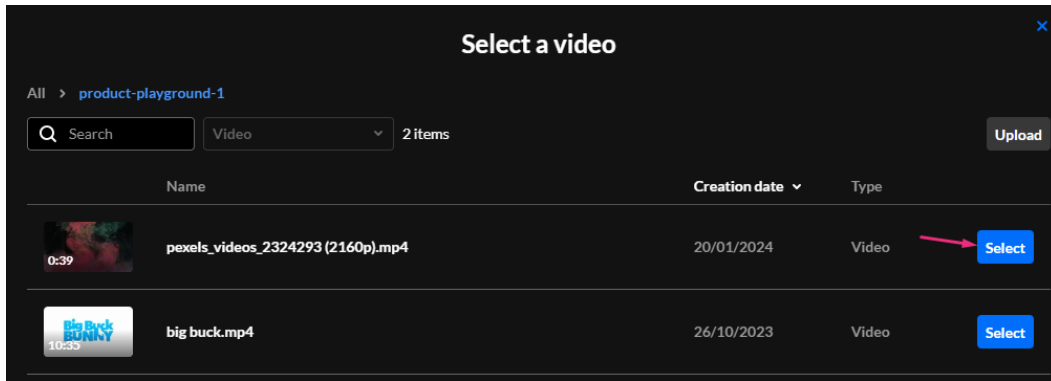 Select a video
All > product-playground-1
Search Video 2 items Upload
Name Creation date Type
0:39 pexels_videos_2324293 (2160p).mp4 20/01/2024 Video Select
Big Buck
BUNNY
10:35 big buck.mp4 26/10/2023 Video Select